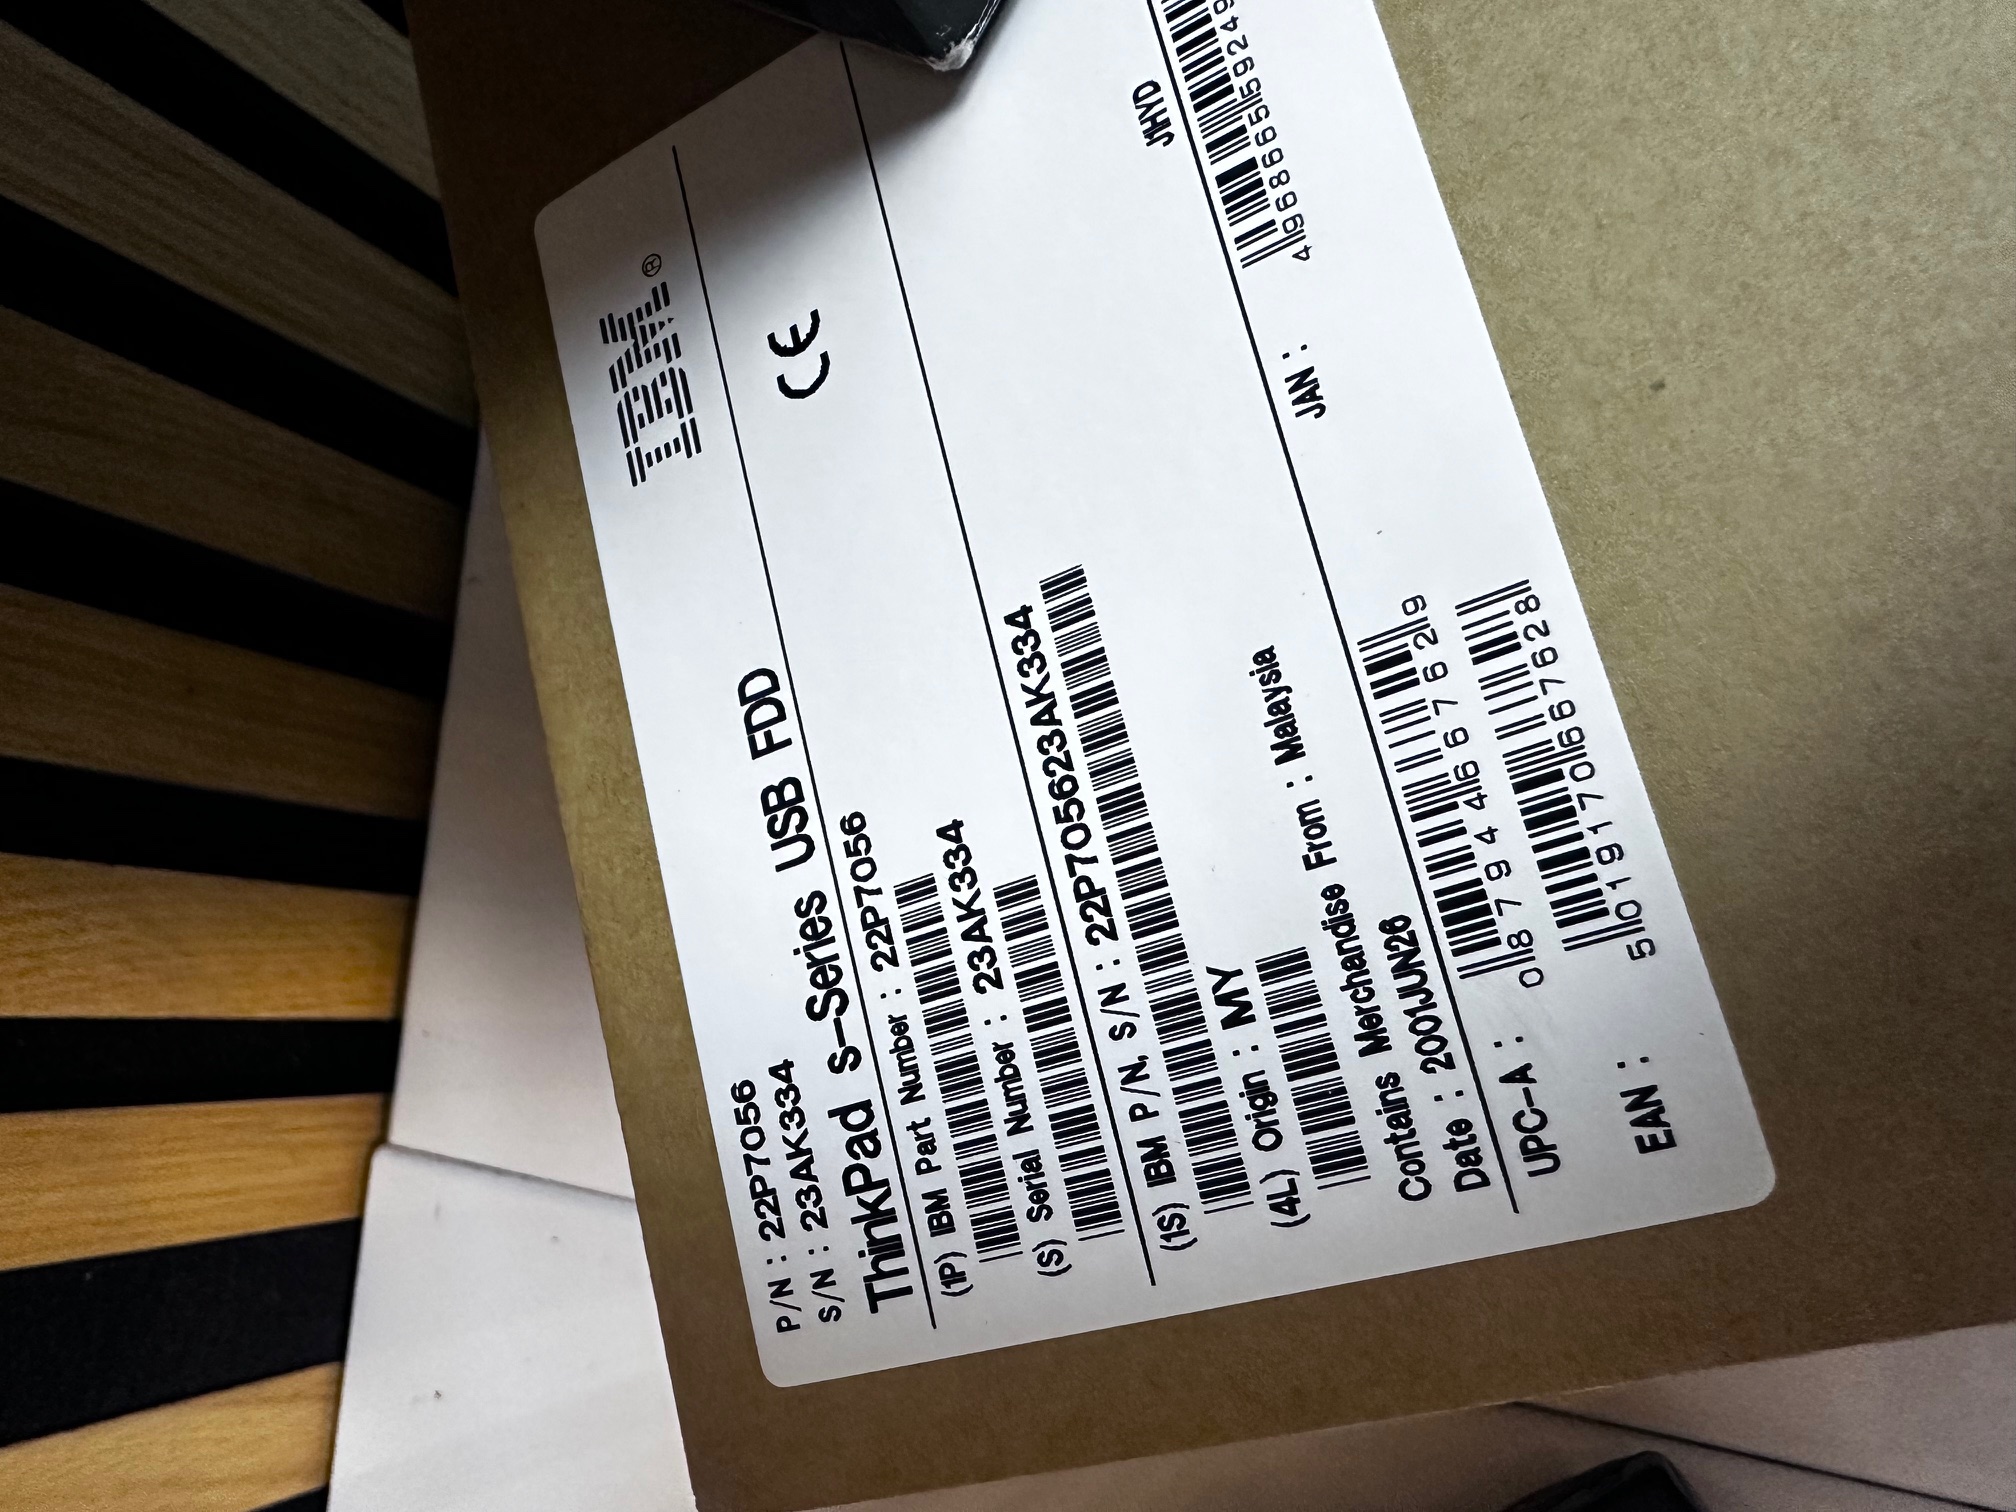 IBM®
P/N : 22P7056
S/N : 23AK334
ThinkPad s-Series USB FDD
CE
(1P) IBM Part Number : 22P7056
(S) Serial Number : 23AK334
(1S) IBM P/N, S/N : 22P705623AK334
(4L) Origin : MY
Contains Merchandise From : Malaysia
Date : 2001JUN26
J1HYD
UPC-A :
0 87944 66762 9
JAN :
4 968665 59249
EAN :
5 019170 667628